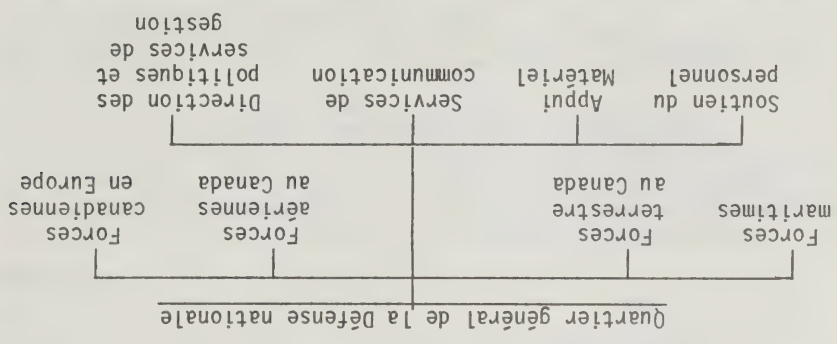 Quartier général de la Défense nationale
Forces
maritimes
Forces
terrestre
au Canada
Forces
aériennes
au Canada
Forces
canadiennes
en Europe
Soutien du
personnel
Appui
Matériel
Services de
communication
Direction des
politiques et
services de
gestion